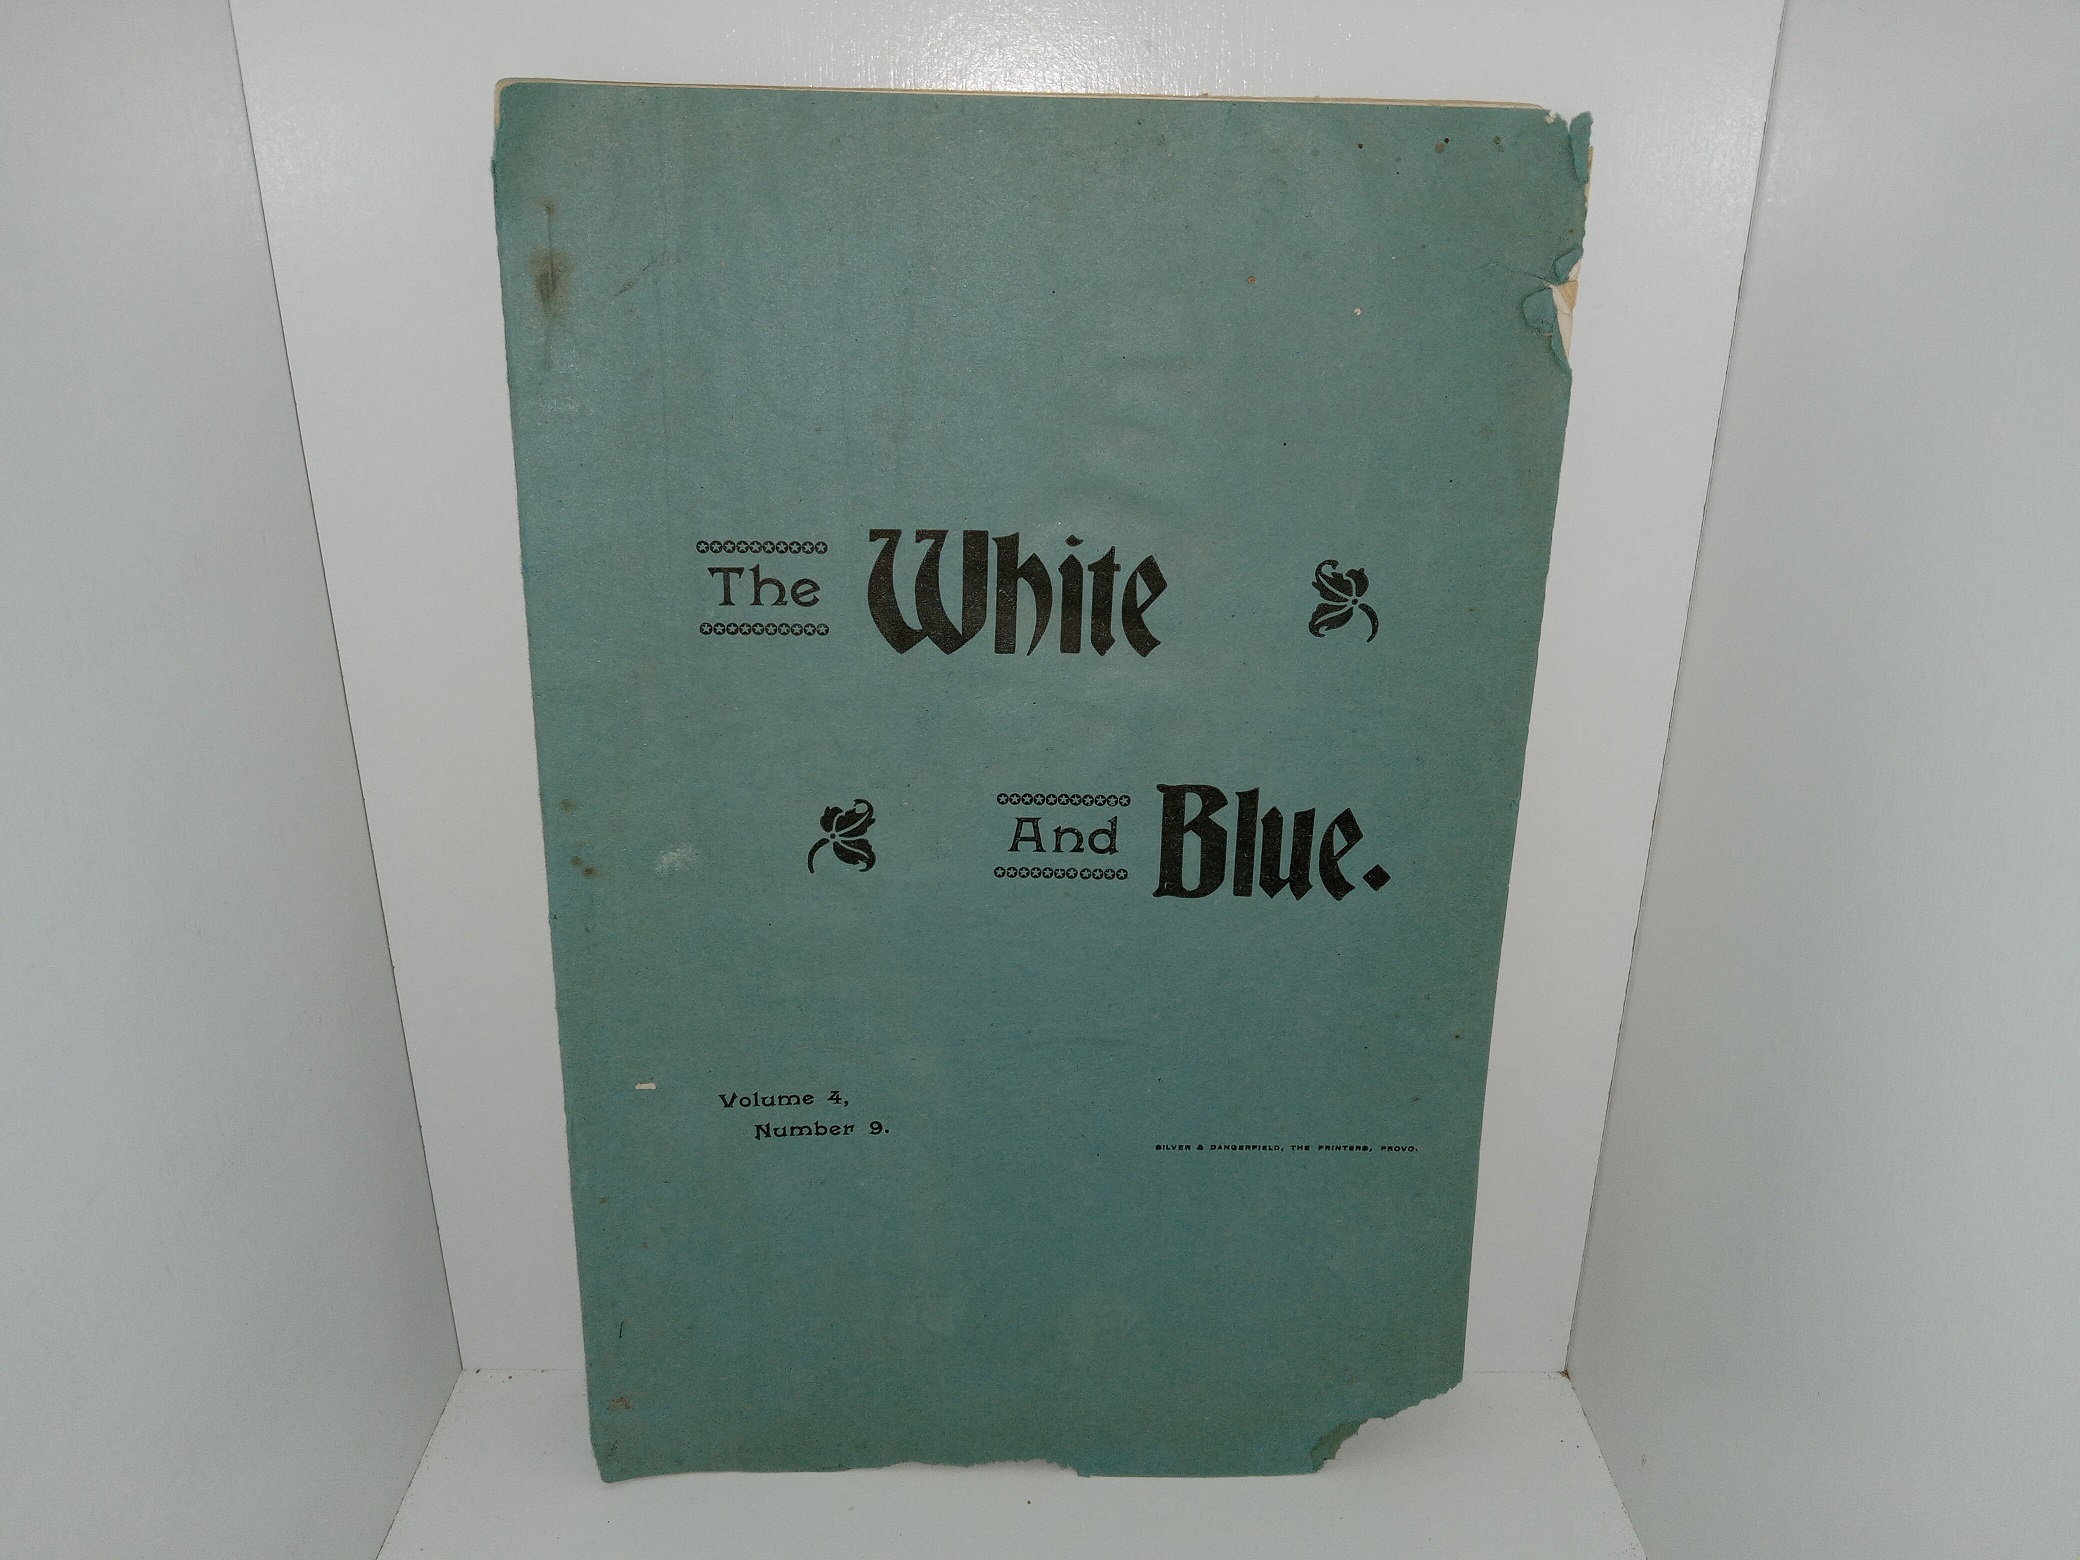 The White
And Blue.
Volume 4,
Number 9.
SILVER & DANGERFIELD, THE PRINTERS, PROVO.